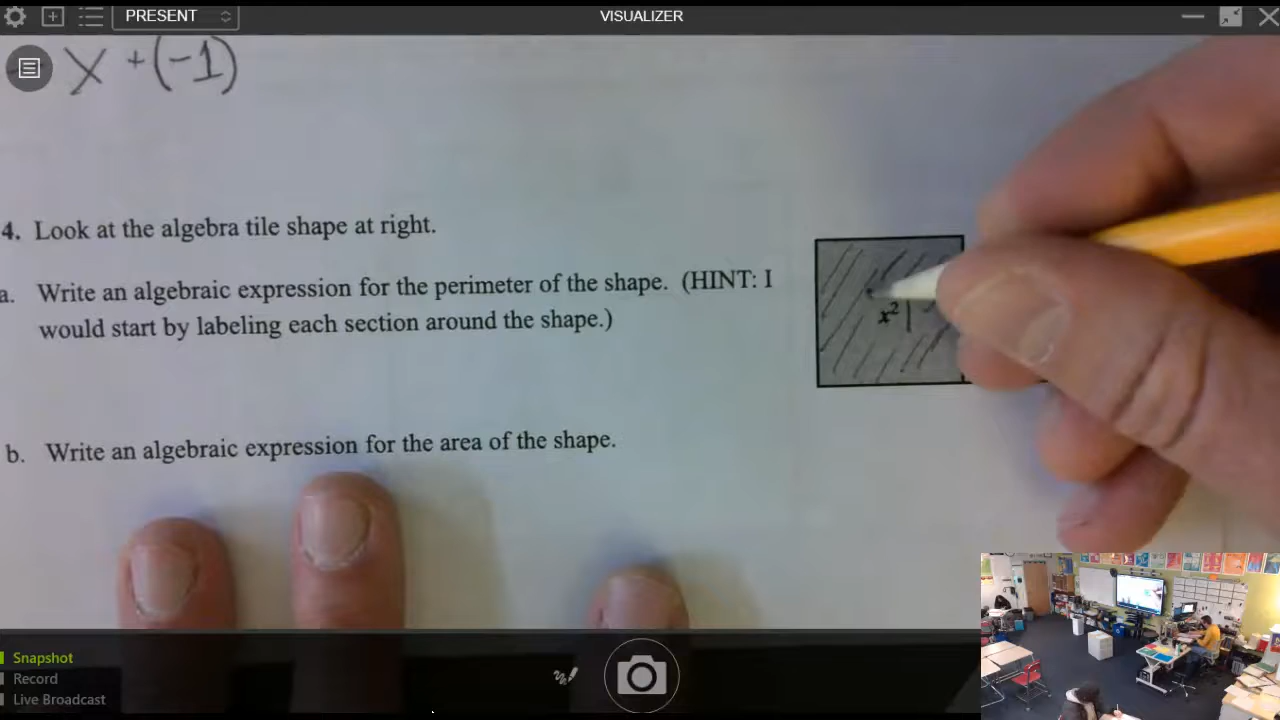 PRESENT
VISUALIZER
x + (-1)
4. Look at the algebra tile shape at right.
a. Write an algebraic expression for the perimeter of the shape. (HINT: I
would start by labeling each section around the shape.)
x²
b. Write an algebraic expression for the area of the shape.
Snapshot
Record
Live Broadcast